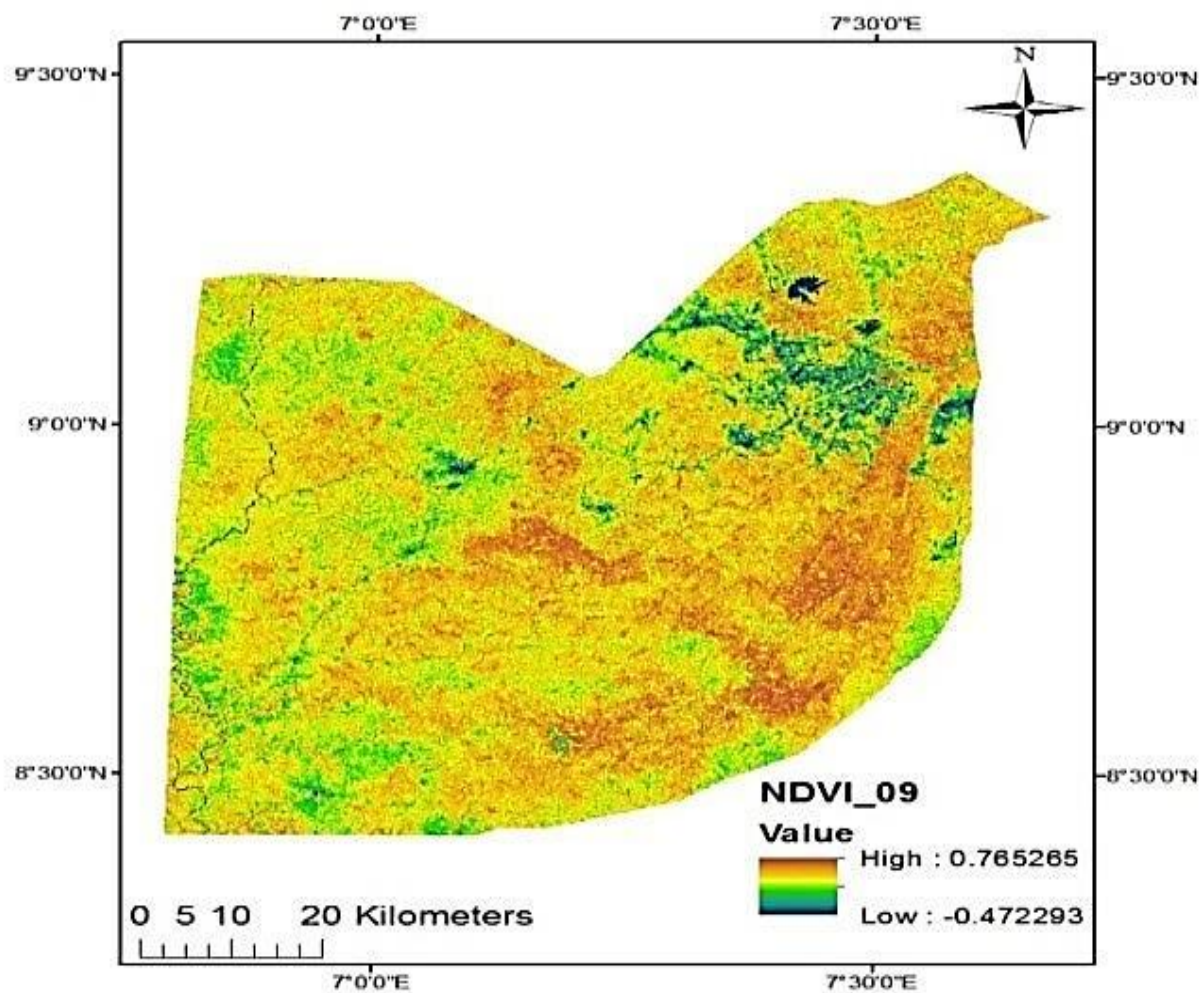 7°0'0"E 7°30'0"E
N
9°30'0"N 9°30'0"N
9°0'0"N 9°0'0"N
8°30'0"N 8°30'0"N
NDVI_09
Value
High : 0.765265
Low : -0.472293
0 5 10 20 Kilometers
7°0'0"E 7°30'0"E